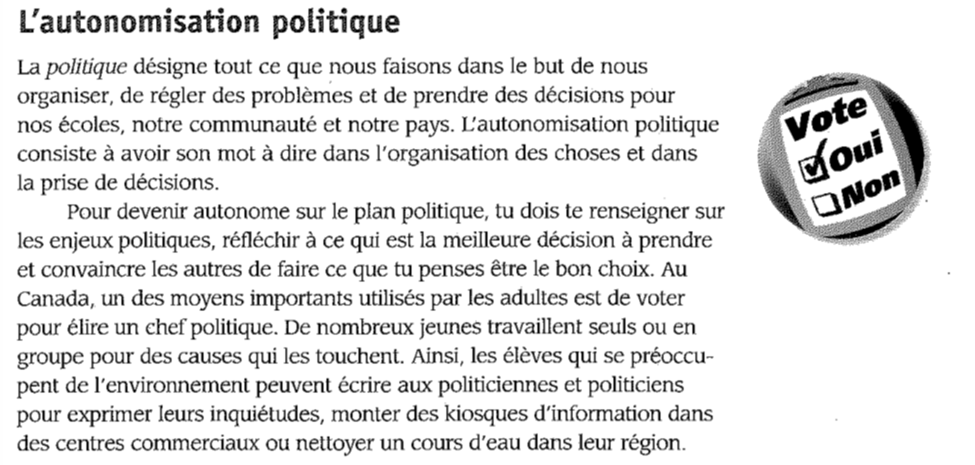 L'autonomisation politique
La politique désigne tout ce que nous faisons dans le but de nous
organiser, de régler des problèmes et de prendre des décisions pour
nos écoles, notre communauté et notre pays. L'autonomisation politique
consiste à avoir son mot à dire dans l'organisation des choses et dans
la prise de décisions.
Pour devenir autonome sur le plan politique, tu dois te renseigner sur
les enjeux politiques, réfléchir à ce qui est la meilleure décision à prendre
et convaincre les autres de faire ce que tu penses être le bon choix. Au
Canada, un des moyens importants utilisés par les adultes est de voter
pour élire un chef politique. De nombreux jeunes travaillent seuls ou en
groupe pour des causes qui les touchent. Ainsi, les élèves qui se préoccu-
pent de l'environnement peuvent écrire aux politiciennes et politiciens
pour exprimer leurs inquiétudes, monter des kiosques d'information dans
des centres commerciaux ou nettoyer un cours d'eau dans leur région.
Vote
Oui
Non